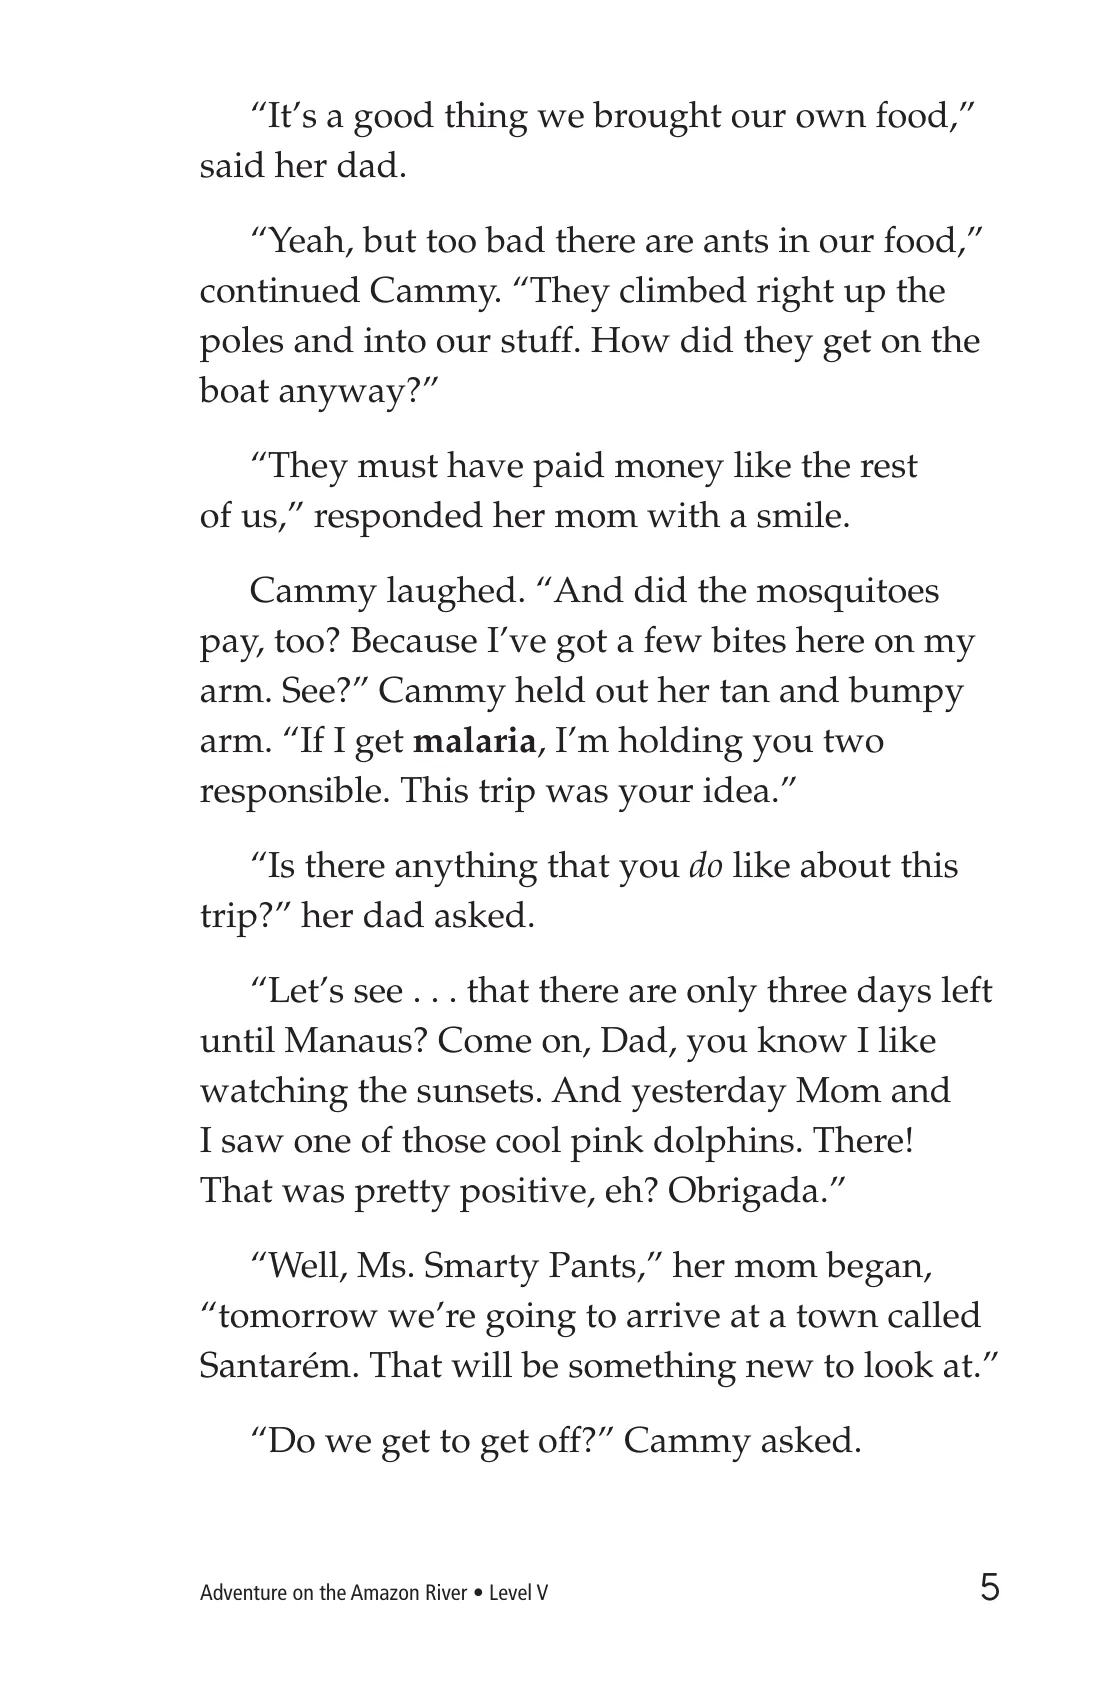 “It’s a good thing we brought our own food,”
said her dad.
“Yeah, but too bad there are ants in our food,”
continued Cammy. “They climbed right up the
poles and into our stuff. How did they get on the
boat anyway?”
“They must have paid money like the rest
of us,” responded her mom with a smile.
Cammy laughed. “And did the mosquitoes
pay, too? Because I’ve got a few bites here on my
arm. See?” Cammy held out her tan and bumpy
arm. “If I get malaria, I’m holding you two
responsible. This trip was your idea.”
“Is there anything that you do like about this
trip?” her dad asked.
“Let’s see . . . that there are only three days left
until Manaus? Come on, Dad, you know I like
watching the sunsets. And yesterday Mom and
I saw one of those cool pink dolphins. There!
That was pretty positive, eh? Obrigada.”
“Well, Ms. Smarty Pants,” her mom began,
“tomorrow we’re going to arrive at a town called
Santarém. That will be something new to look at.”
“Do we get to get off?” Cammy asked.
Adventure on the Amazon River • Level V 5